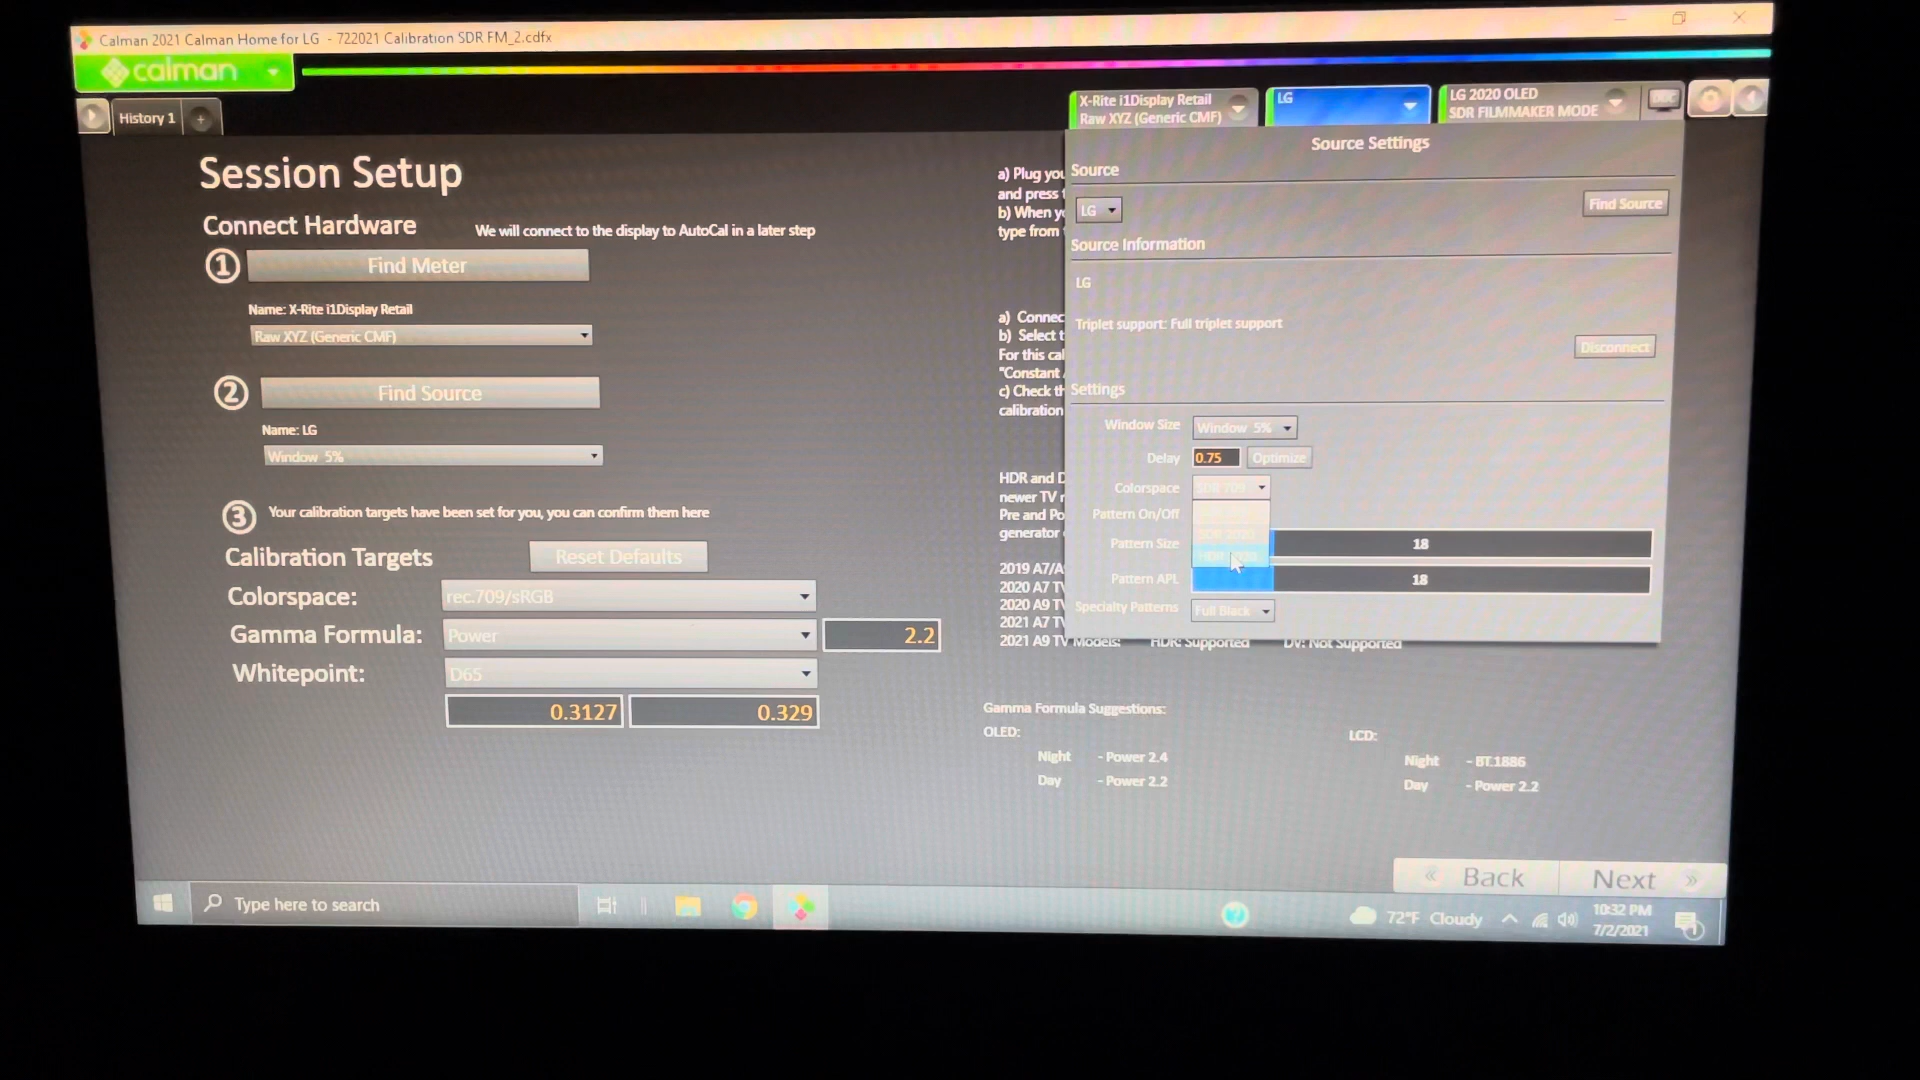 Calman 2021 Calman Home for LG - 722021 Calibration SDR FM_2.cdfx
calman
History 1
+
X-Rite i1Display Retail
Raw XYZ (Generic CMF)
LG
LG 2020 OLED
SDR FILMMAKER MODE
Session Setup
Connect Hardware
We will connect to the display to AutoCal in a later step
1
Find Meter
Name: X-Rite i1Display Retail
Raw XYZ (Generic CMF)
2
Find Source
Name: LG
Window 5%
3
Your calibration targets have been set for you, you can confirm them here
Calibration Targets
Reset Defaults
Colorspace:
rec.709/sRGB
Gamma Formula:
Power
2.2
Whitepoint:
D65
0.3127
0.329
a) Plug you
and press
b) When y
type from
a) Connec
b) Select t
For this cal
"Constant
c) Check th
calibration
HDR and D
newer TV
Pre and Po
generator
2019 A7/A
2020 A7 TV
2020 A9 TV
2021 A7 TV
2021 A9 TV Models: HDR: Supported DV: Not Supported
Source Settings
Source
LG
Find Source
Source Information
LG
Triplet support: Full triplet support
Disconnect
Settings
Window Size
Window 5%
Delay
0.75
Optimize
Colorspace
SDR 709
SDR 2020
HDR 2020
Pattern On/Off
Pattern Size
18
Pattern APL
18
Specialty Patterns
Full Black
Gamma Formula Suggestions:
OLED:
Night - Power 2.4
Day - Power 2.2
LCD:
Night - BT.1886
Day - Power 2.2
« Back
Next »
Type here to search
72°F Cloudy
10:32 PM
7/2/2021
1